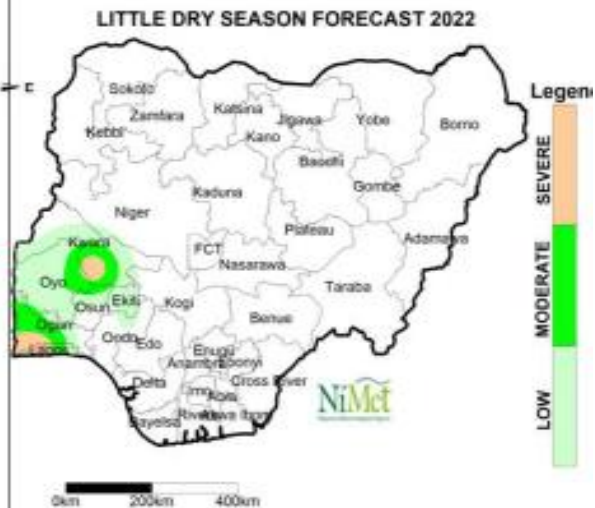 LITTLE DRY SEASON FORECAST 2022
E
Legend
Sokoto
Zamfara
Katsina
Jigawa
Yobe
Borno
Kebbi
Kano
Bauchi
Gombe
Kaduna
Niger
Plateau
Adamawa
Kwara
FCT
Nasarawa
Taraba
Oyo
Osun
Ekiti
Kogi
Benue
Ogun
Lagos
Ondo
Edo
Enugu
Anambra
Ebonyi
Delta
Imo
Abia
Cross River
Bayelsa
Rivers
Akwa Ibom
NiMet
SEVERE
MODERATE
LOW
0km
200km
400km